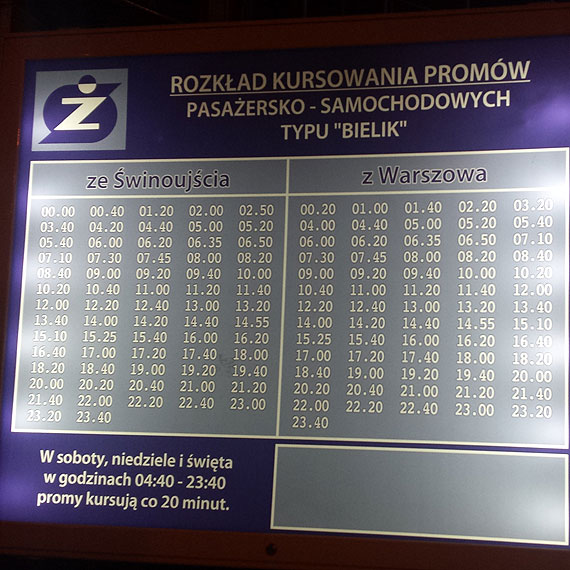 Ż
ROZKŁAD KURSOWANIA PROMÓW
PASAŻERSKO - SAMOCHODOWYCH
TYPU "BIELIK"
ze Świnoujścia
00.00 00.40 01.20 02.00 02.50
03.40 04.20 04.40 05.00 05.20
05.40 06.00 06.20 06.35 06.50
07.10 07.30 07.45 08.00 08.20
08.40 09.00 09.20 09.40 10.00
10.20 10.40 11.00 11.20 11.40
12.00 12.20 12.40 13.00 13.20
13.40 14.00 14.20 14.40 14.55
15.10 15.25 15.40 16.00 16.20
16.40 17.00 17.20 17.40 18.00
18.20 18.40 19.00 19.20 19.40
20.00 20.20 20.40 21.00 21.20
21.40 22.00 22.20 22.40 23.00
23.20 23.40
z Warszowa
00.20 01.00 01.40 02.20 03.20
04.00 04.40 05.00 05.20 05.40
06.00 06.20 06.35 06.50 07.10
07.30 07.45 08.00 08.20 08.40
09.00 09.20 09.40 10.00 10.20
10.40 11.00 11.20 11.40 12.00
12.20 12.40 13.00 13.20 13.40
14.00 14.20 14.40 14.55 15.10
15.25 15.40 16.00 16.20 16.40
17.00 17.20 17.40 18.00 18.20
18.40 19.00 19.20 19.40 20.00
20.20 20.40 21.00 21.20 21.40
22.00 22.20 22.40 23.00 23.20
23.40
W soboty, niedziele i święta
w godzinach 04:40 - 23:40
promy kursują co 20 minut.